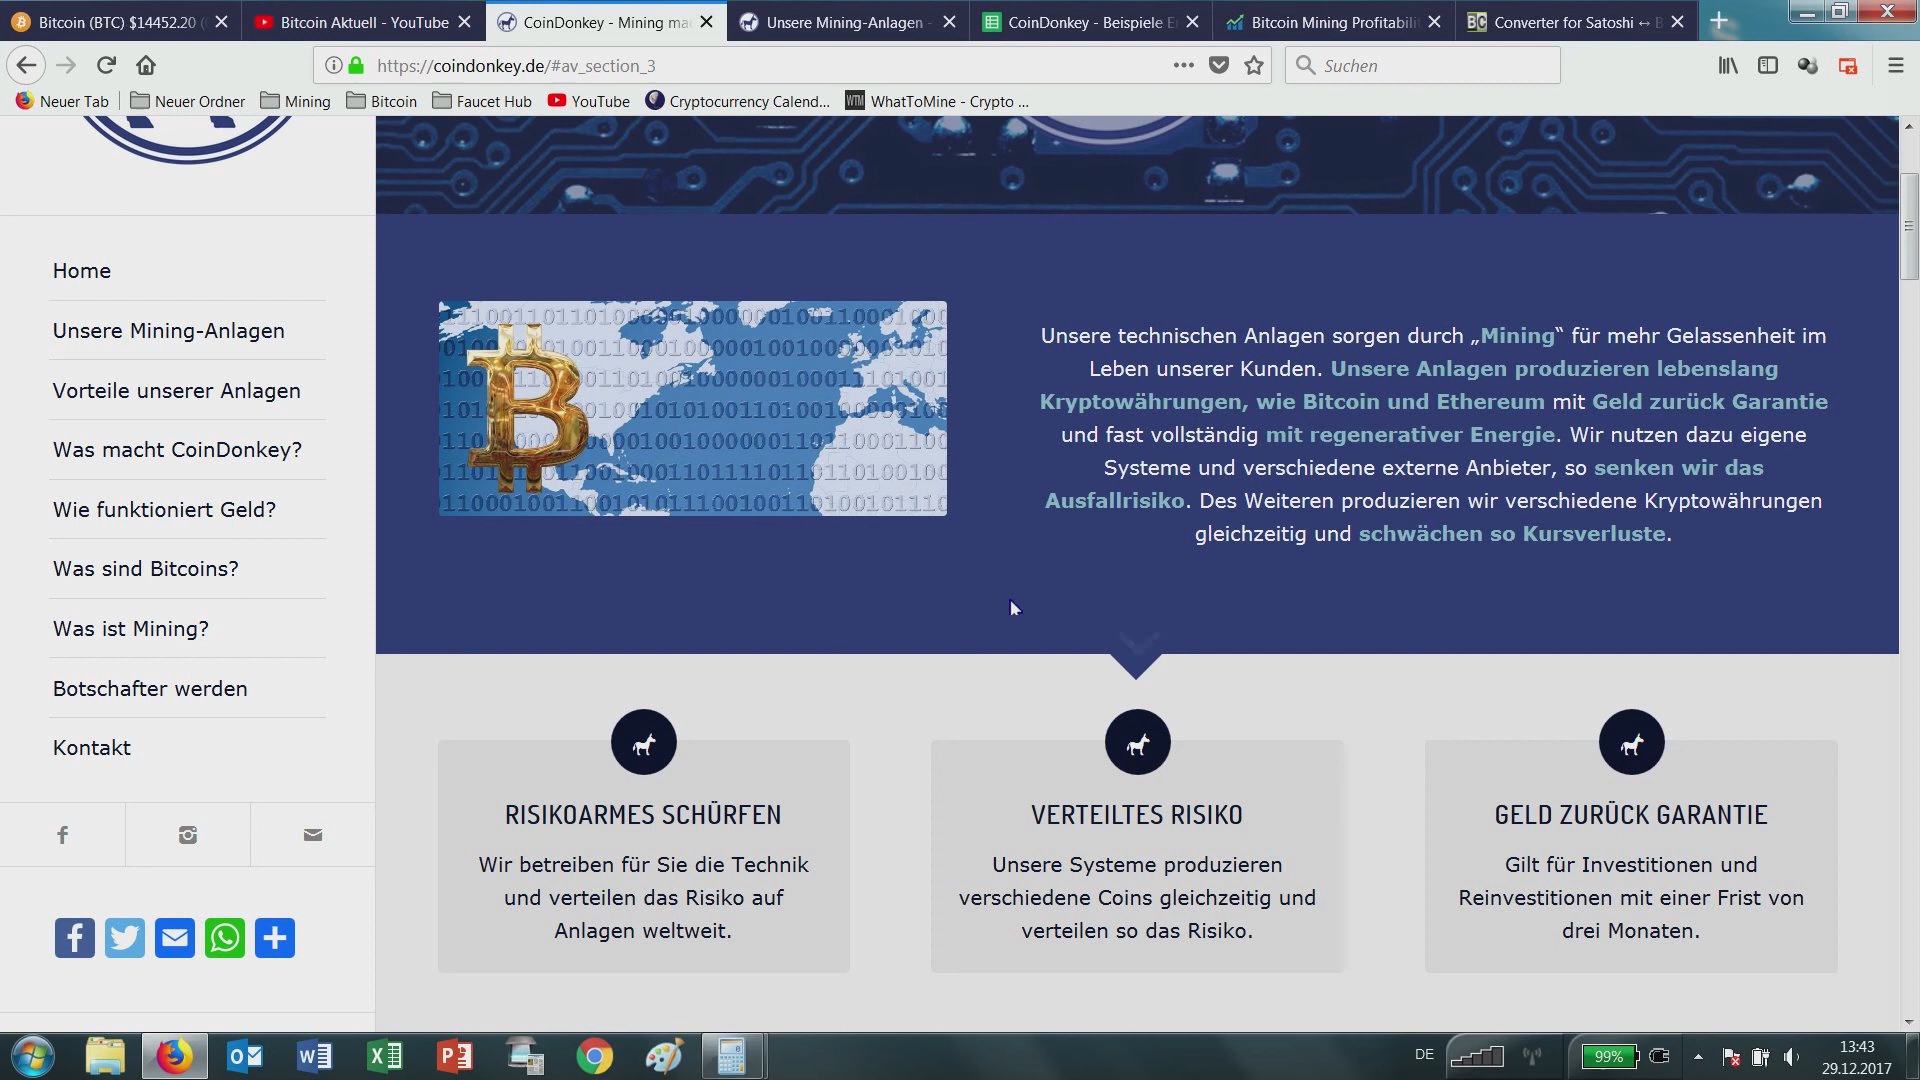 Bitcoin (BTC) $14452.20 (
Bitcoin Aktuell - YouTube
CoinDonkey - Mining ma
Unsere Mining-Anlagen -
CoinDonkey - Beispiele E
Bitcoin Mining Profitabili
Converter for Satoshi ↔ B
https://coindonkey.de/#av_section_3
Suchen
Neuer Tab
Neuer Ordner
Mining
Bitcoin
Faucet Hub
YouTube
Cryptocurrency Calend...
WTM
WhatToMine - Crypto ...
Home
Unsere Mining-Anlagen
Vorteile unserer Anlagen
Was macht CoinDonkey?
Wie funktioniert Geld?
Was sind Bitcoins?
Was ist Mining?
Botschafter werden
Kontakt
Unsere technischen Anlagen sorgen durch „Mining“ für mehr Gelassenheit im
Leben unserer Kunden. Unsere Anlagen produzieren lebenslang
Kryptowährungen, wie Bitcoin und Ethereum mit Geld zurück Garantie
und fast vollständig mit regenerativer Energie. Wir nutzen dazu eigene
Systeme und verschiedene externe Anbieter, so senken wir das
Ausfallrisiko. Des Weiteren produzieren wir verschiedene Kryptowährungen
gleichzeitig und schwächen so Kursverluste.
RISIKOARMES SCHÜRFEN
Wir betreiben für Sie die Technik
und verteilen das Risiko auf
Anlagen weltweit.
VERTEILTES RISIKO
Unsere Systeme produzieren
verschiedene Coins gleichzeitig und
verteilen so das Risiko.
GELD ZURÜCK GARANTIE
Gilt für Investitionen und
Reinvestitionen mit einer Frist von
drei Monaten.
DE
99%
13:43
29.12.2017